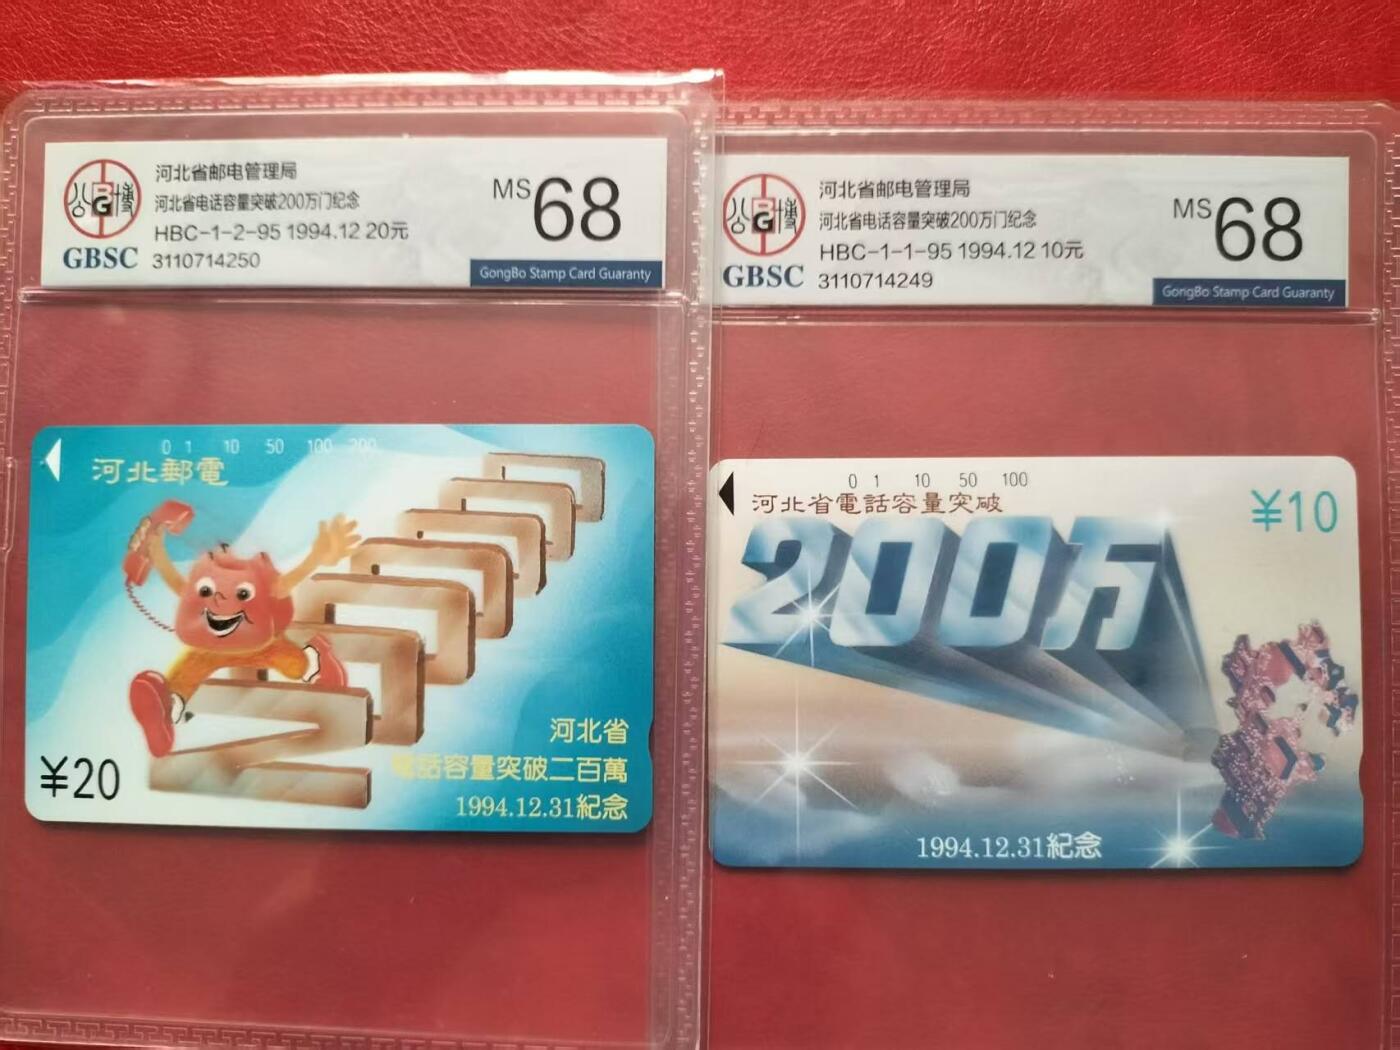 公博
BG
GBSC
河北省邮电管理局
河北省电话容量突破200万门纪念
HBC-1-2-95 1994.12 20元
3110714250
MS 68
GongBo Stamp Card Guaranty
0 1 10 50 100 200
河北郵電
¥20
河北省
電話容量突破二百萬
1994.12.31紀念
公博
BG
GBSC
河北省邮电管理局
河北省电话容量突破200万门纪念
HBC-1-1-95 1994.12 10元
3110714249
MS 68
GongBo Stamp Card Guaranty
0 1 10 50 100
河北省電話容量突破
200万
¥10
1994.12.31紀念